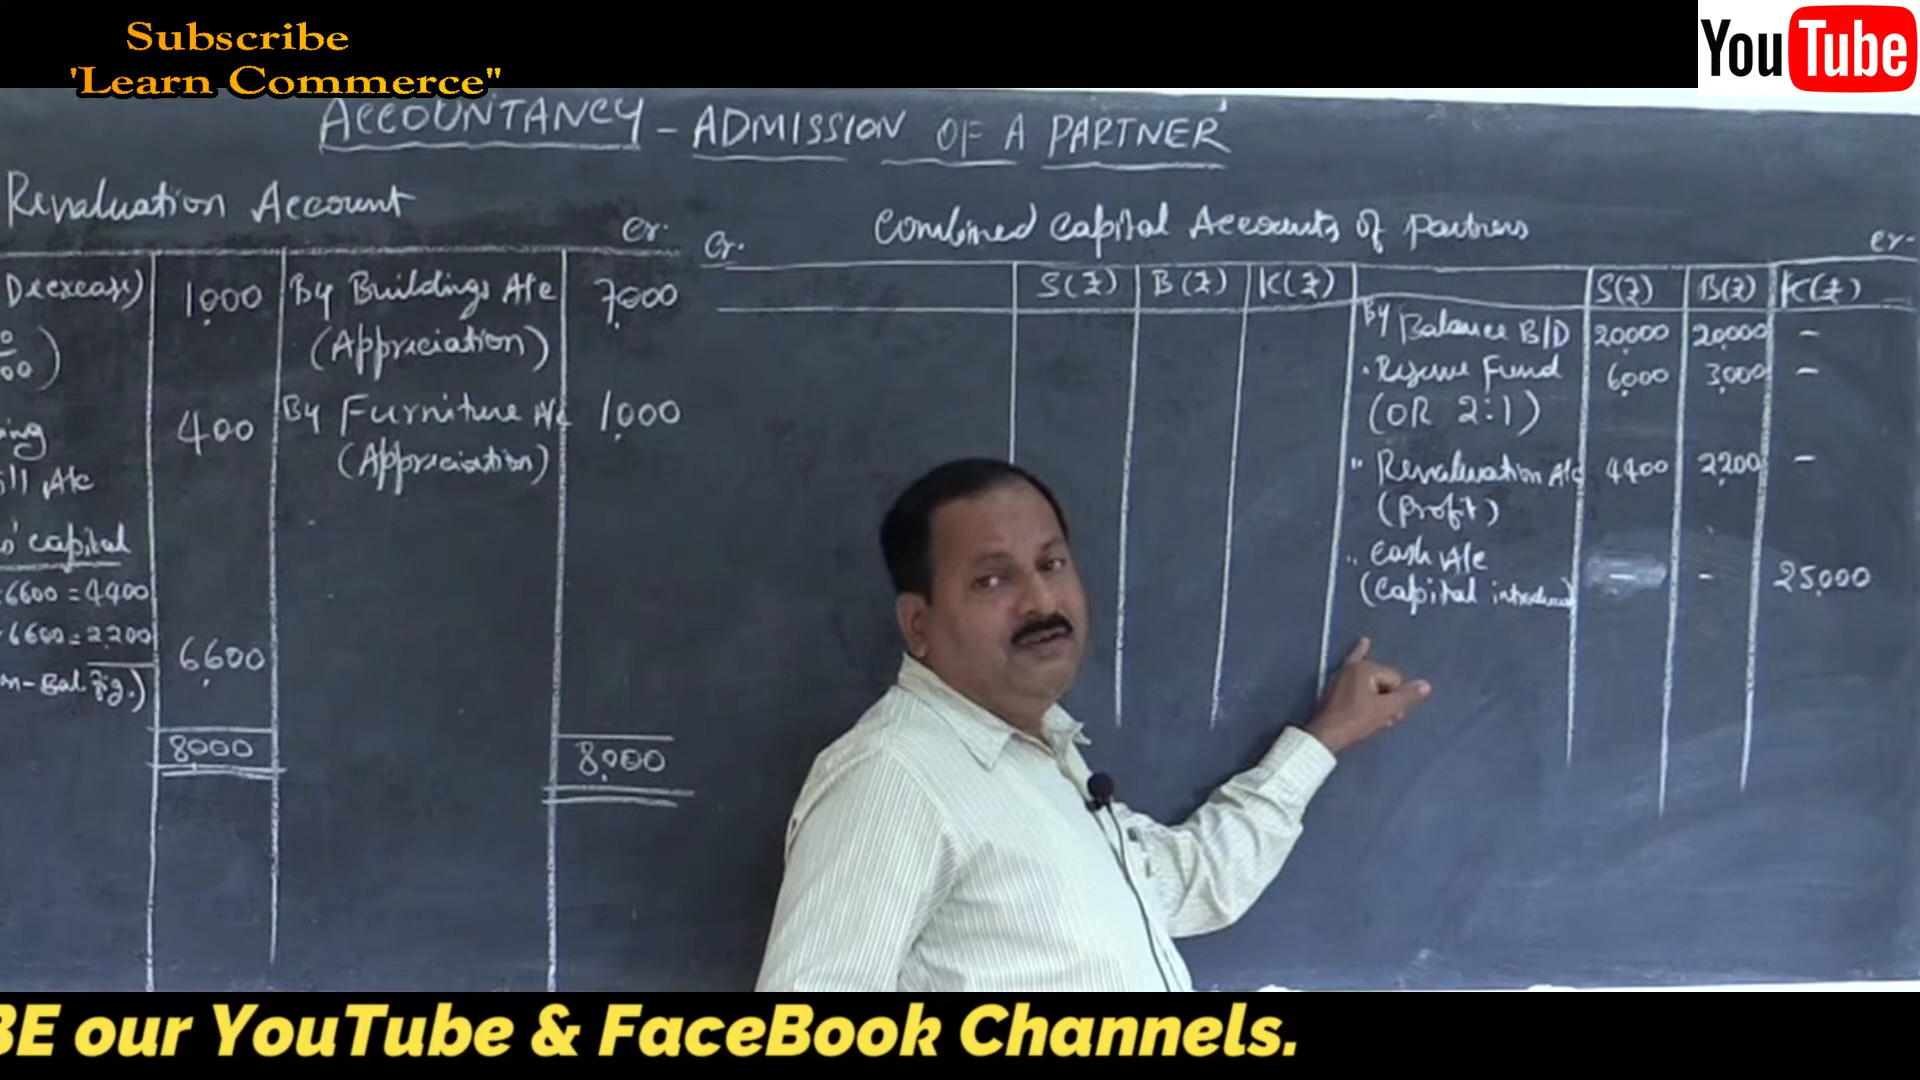 Subscribe
'Learn Commerce"
YouTube
ACCOUNTANCY - ADMISSION OF A PARTNER
Revaluation Account
cr.
Decrease) 1000 By Buildings A/c 7000
00)
(Appreciation)
400 By Furniture A/c 1000
ing
(Appreciation)
ll A/c
s' capital
6600 = 4400
6600 = 2200
6600
n-Bal. Fig.)
8000 8000
Cr. Combined Capital Accounts of partners cr.
S(₹) B(₹) K(₹) S(₹) B(₹) K(₹)
By Balance B/D 20000 20000 -
" Reserve Fund 6000 3000 -
(OR 2:1)
" Revaluation A/c 4400 2200 -
(Profit)
" Cash A/c
(Capital introduced) - - 25000
BE our YouTube & FaceBook Channels.